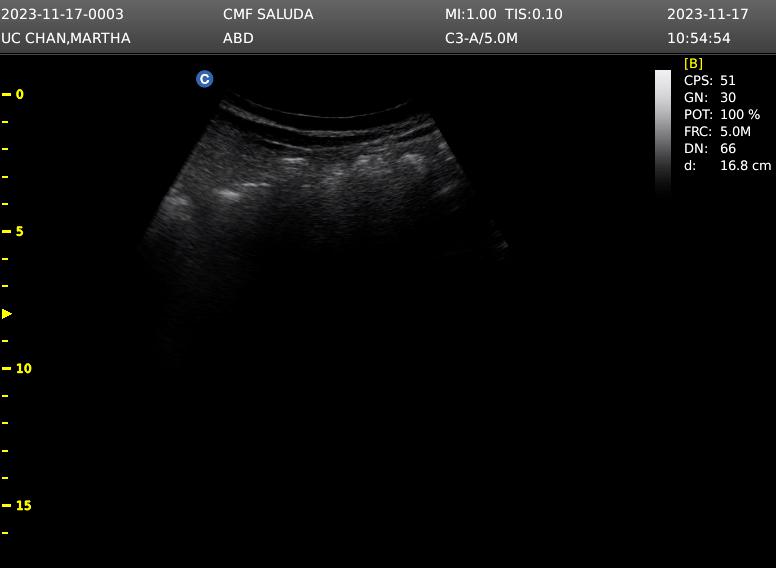 2023-11-17-0003 CMF SALUDA MI:1.00 TIS:0.10 2023-11-17
UC CHAN,MARTHA ABD C3-A/5.0M 10:54:54
C
[B]
CPS: 51
GN: 30
POT: 100 %
FRC: 5.0M
DN: 66
d: 16.8 cm
0
5
10
15